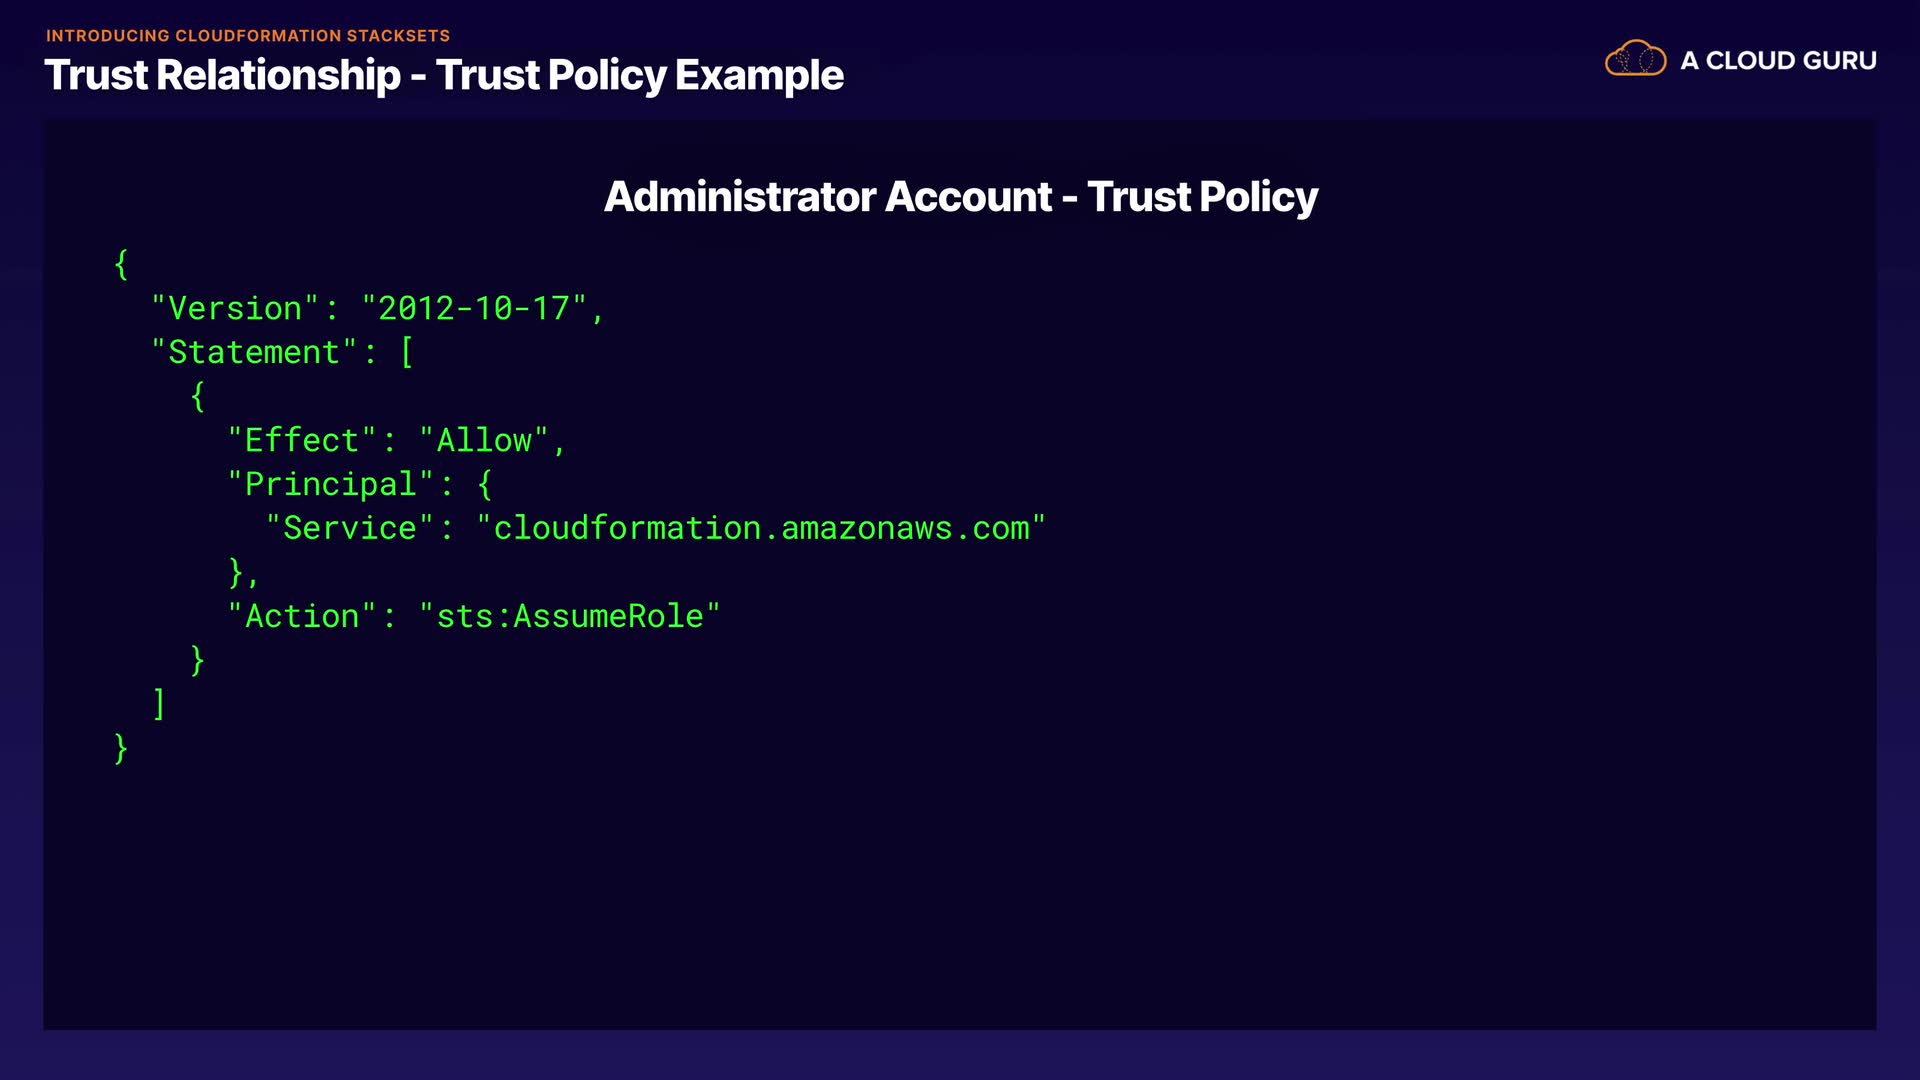 INTRODUCING CLOUDFORMATION STACKSETS
Trust Relationship - Trust Policy Example
A CLOUD GURU
Administrator Account - Trust Policy
{
  "Version": "2012-10-17",
  "Statement": [
    {
      "Effect": "Allow",
      "Principal": {
        "Service": "cloudformation.amazonaws.com"
      },
      "Action": "sts:AssumeRole"
    }
  ]
}